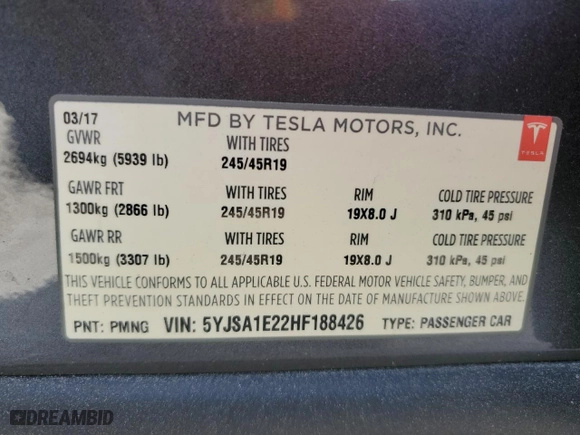 03/17 MFD BY TESLA MOTORS, INC.
TESLA
GVWR WITH TIRES
2694kg (5939 lb) 245/45R19
GAWR FRT WITH TIRES RIM COLD TIRE PRESSURE
1300kg (2866 lb) 245/45R19 19X8.0 J 310 kPa, 45 psi
GAWR RR WITH TIRES RIM COLD TIRE PRESSURE
1500kg (3307 lb) 245/45R19 19X8.0 J 310 kPa, 45 psi
THIS VEHICLE CONFORMS TO ALL APPLICABLE U.S. FEDERAL MOTOR VEHICLE SAFETY, BUMPER, AND
THEFT PREVENTION STANDARDS IN EFFECT ON THE DATE OF MANUFACTURE SHOWN ABOVE.
PNT: PMNG VIN: 5YJSA1E22HF188426 TYPE: PASSENGER CAR
DREAMBID